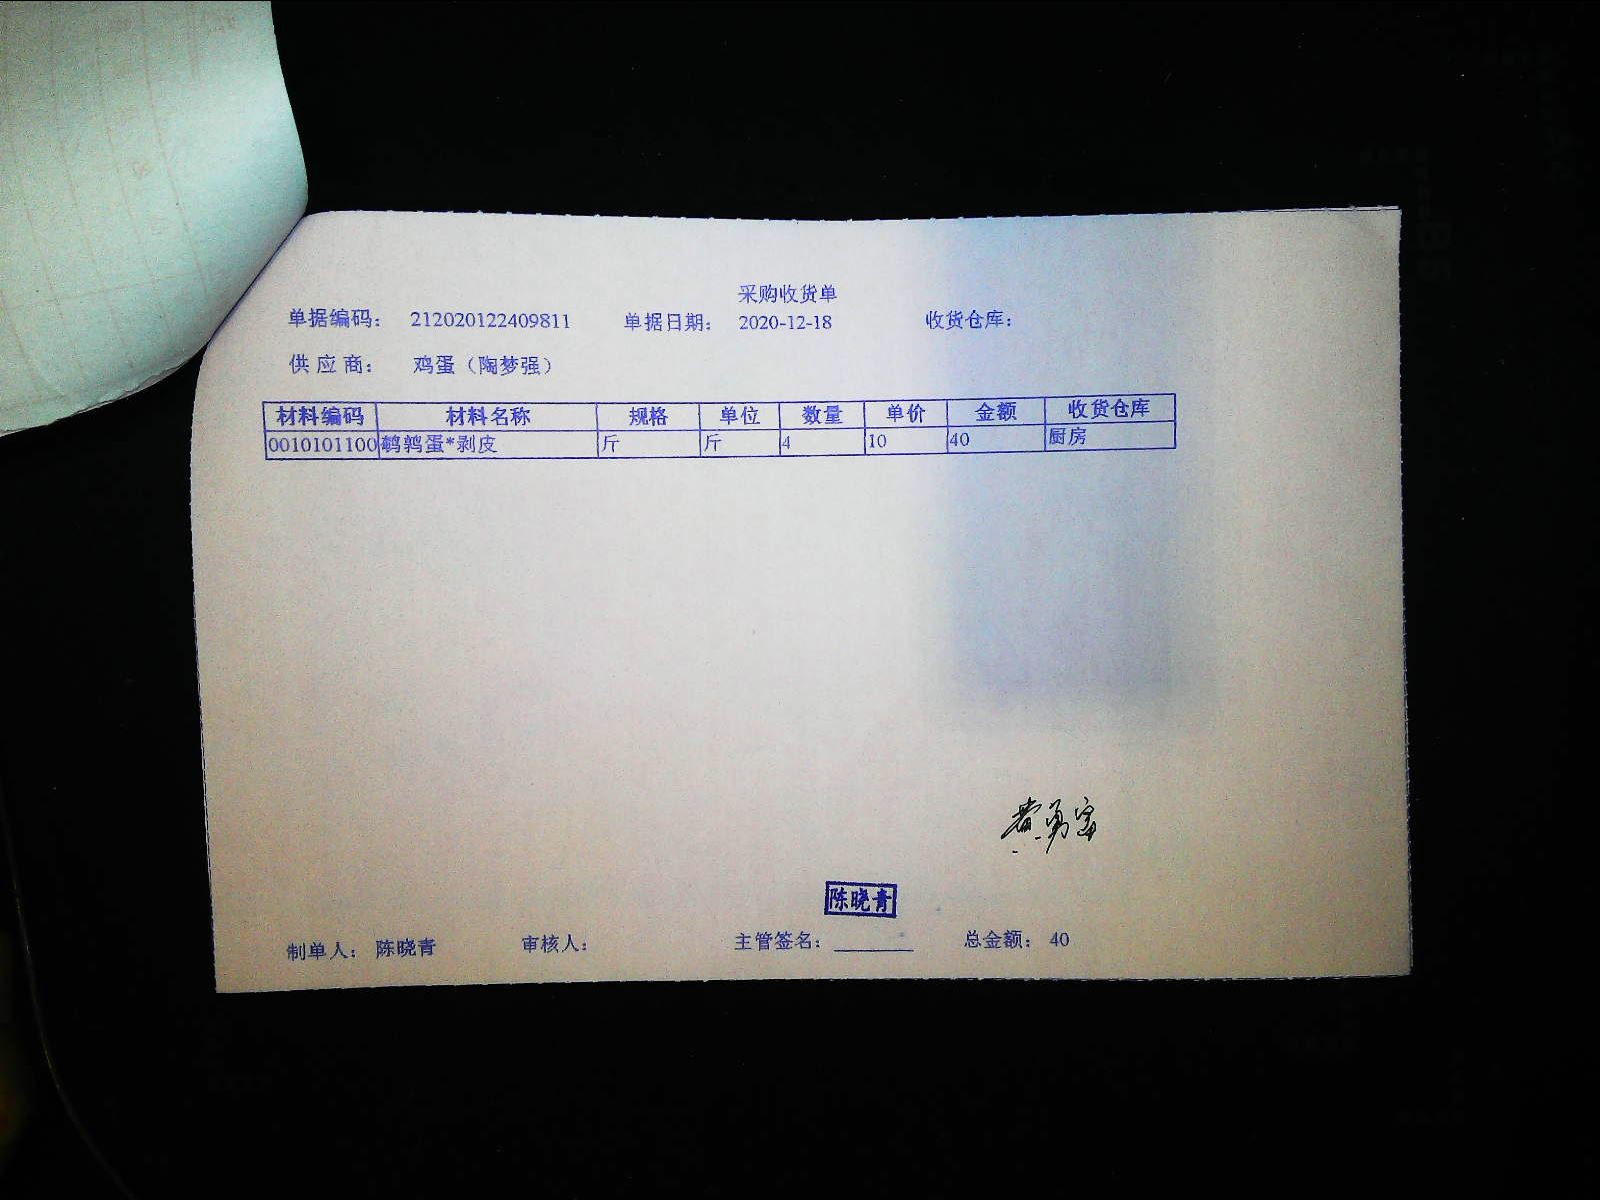 采购收货单
单据编码： 212020122409811 单据日期： 2020-12-18 收货仓库：
供 应 商： 鸡蛋（陶梦强）
材料编码 材料名称 规格 单位 数量 单价 金额 收货仓库
0010101100 鹌鹑蛋*剥皮 斤 斤 4 10 40 厨房
黄勇富
陈晓青
制单人： 陈晓青 审核人： 主管签名： ________ 总金额： 40